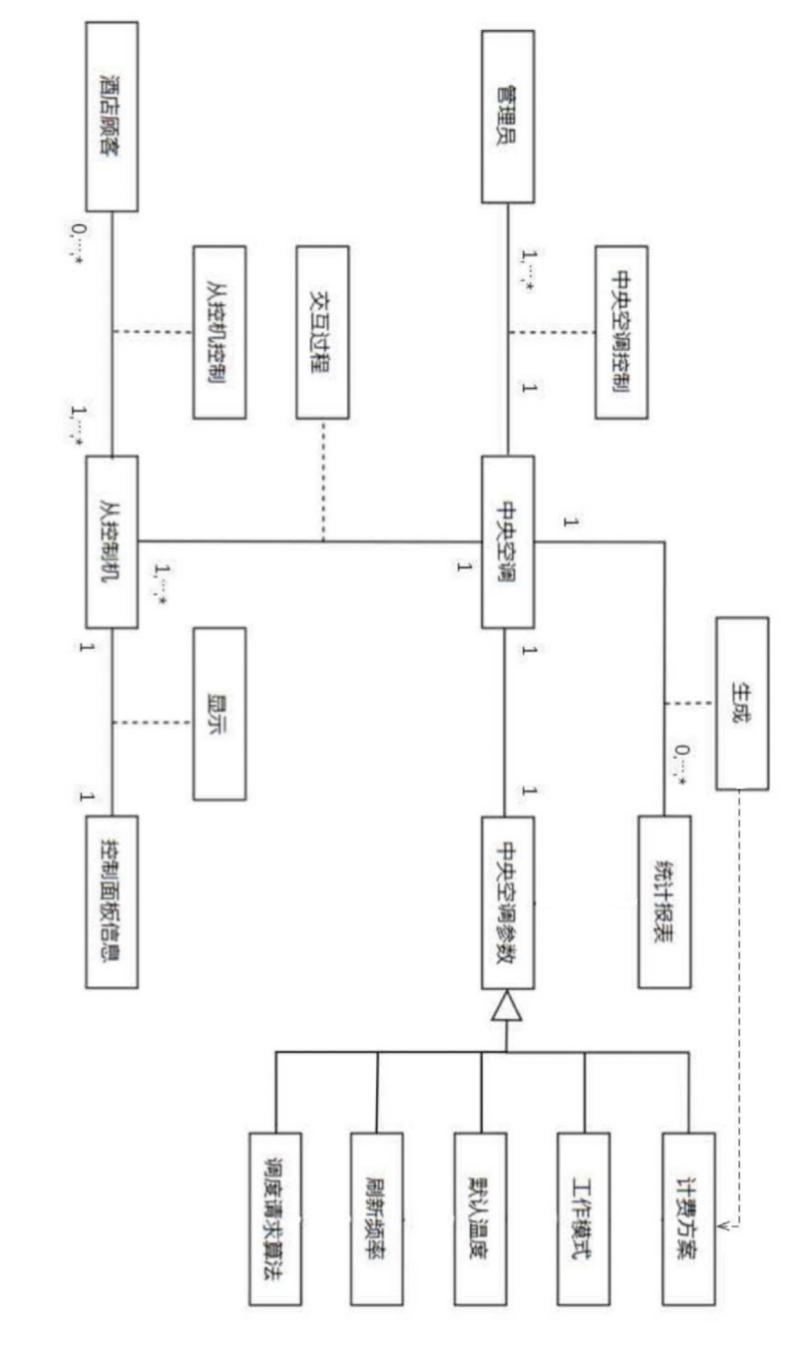 生成
计费方案
0,…,*
统计报表
中央空调控制
工作模式
1
1,…,*
1
1
1
管理员
中央空调
中央空调参数
默认温度
1
刷新频率
交互过程
调度请求算法
从控机控制
显示
1,…,*
酒店顾客
从控制机
控制面板信息
0,…,*
1,…,*
1
1